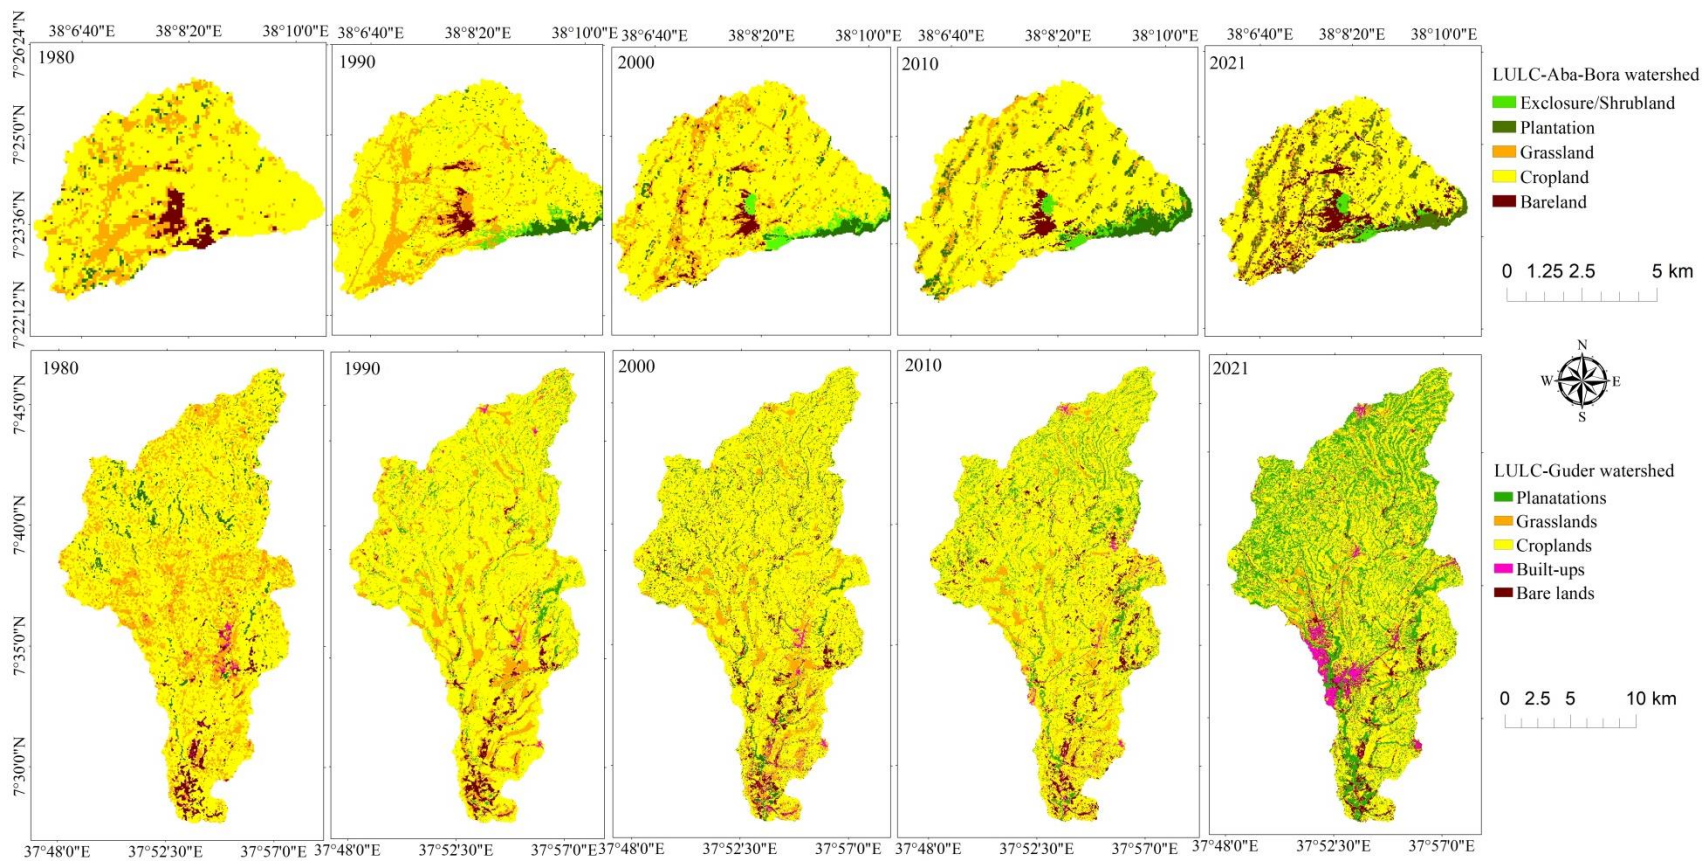 38°6'40"E 38°8'20"E 38°10'0"E 38°6'40"E 38°8'20"E 38°10'0"E 38°6'40"E 38°8'20"E 38°10'0"E 38°6'40"E 38°8'20"E 38°10'0"E 38°6'40"E 38°8'20"E 38°10'0"E
7°26'24"N
7°25'0"N
7°23'36"N
7°22'12"N
1980
1990
2000
2010
2021
LULC-Aba-Bora watershed
Exclosure/Shrubland
Plantation
Grassland
Cropland
Bareland
0 1.25 2.5 5 km
N
W E
S
1980
1990
2000
2010
2021
7°45'0"N
7°40'0"N
7°35'0"N
7°30'0"N
LULC-Guder watershed
Planatations
Grasslands
Croplands
Built-ups
Bare lands
0 2.5 5 10 km
37°48'0"E 37°52'30"E 37°57'0"E 37°48'0"E 37°52'30"E 37°57'0"E 37°48'0"E 37°52'30"E 37°57'0"E 37°48'0"E 37°52'30"E 37°57'0"E 37°48'0"E 37°52'30"E 37°57'0"E